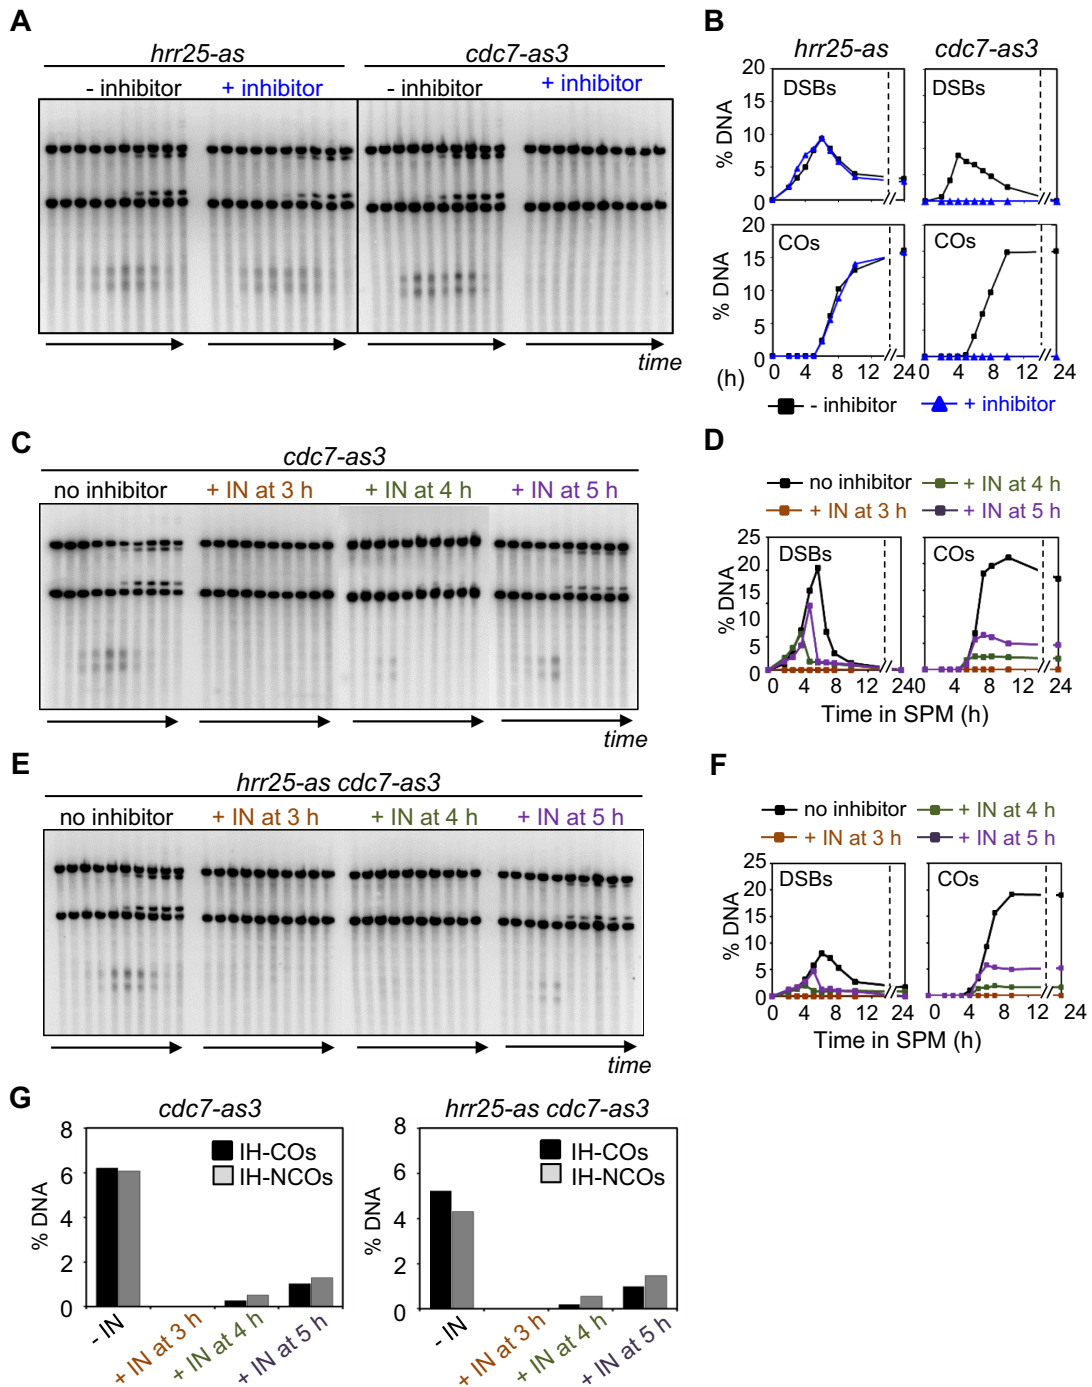 A
hrr25-as
cdc7-as3
- inhibitor
+ inhibitor
- inhibitor
+ inhibitor
time
B
hrr25-as
cdc7-as3
20
15
10
5
0
% DNA
DSBs
DSBs
20
15
10
5
0
% DNA
COs
COs
(h)
0
4
8
12
24
0
4
8
12
24
- inhibitor
+ inhibitor
C
cdc7-as3
no inhibitor
+ IN at 3 h
+ IN at 4 h
+ IN at 5 h
time
D
no inhibitor
+ IN at 4 h
+ IN at 3 h
+ IN at 5 h
25
20
15
10
5
0
% DNA
DSBs
COs
0
4
8
12
24
0
4
8
12
24
Time in SPM (h)
E
hrr25-as cdc7-as3
no inhibitor
+ IN at 3 h
+ IN at 4 h
+ IN at 5 h
time
F
no inhibitor
+ IN at 4 h
+ IN at 3 h
+ IN at 5 h
25
20
15
10
5
0
% DNA
DSBs
COs
0
4
8
12
24
0
4
8
12
24
Time in SPM (h)
G
cdc7-as3
8
6
4
2
0
% DNA
IH-COs
IH-NCOs
- IN
+ IN at 3 h
+ IN at 4 h
+ IN at 5 h
hrr25-as cdc7-as3
8
6
4
2
0
% DNA
IH-COs
IH-NCOs
- IN
+ IN at 3 h
+ IN at 4 h
+ IN at 5 h